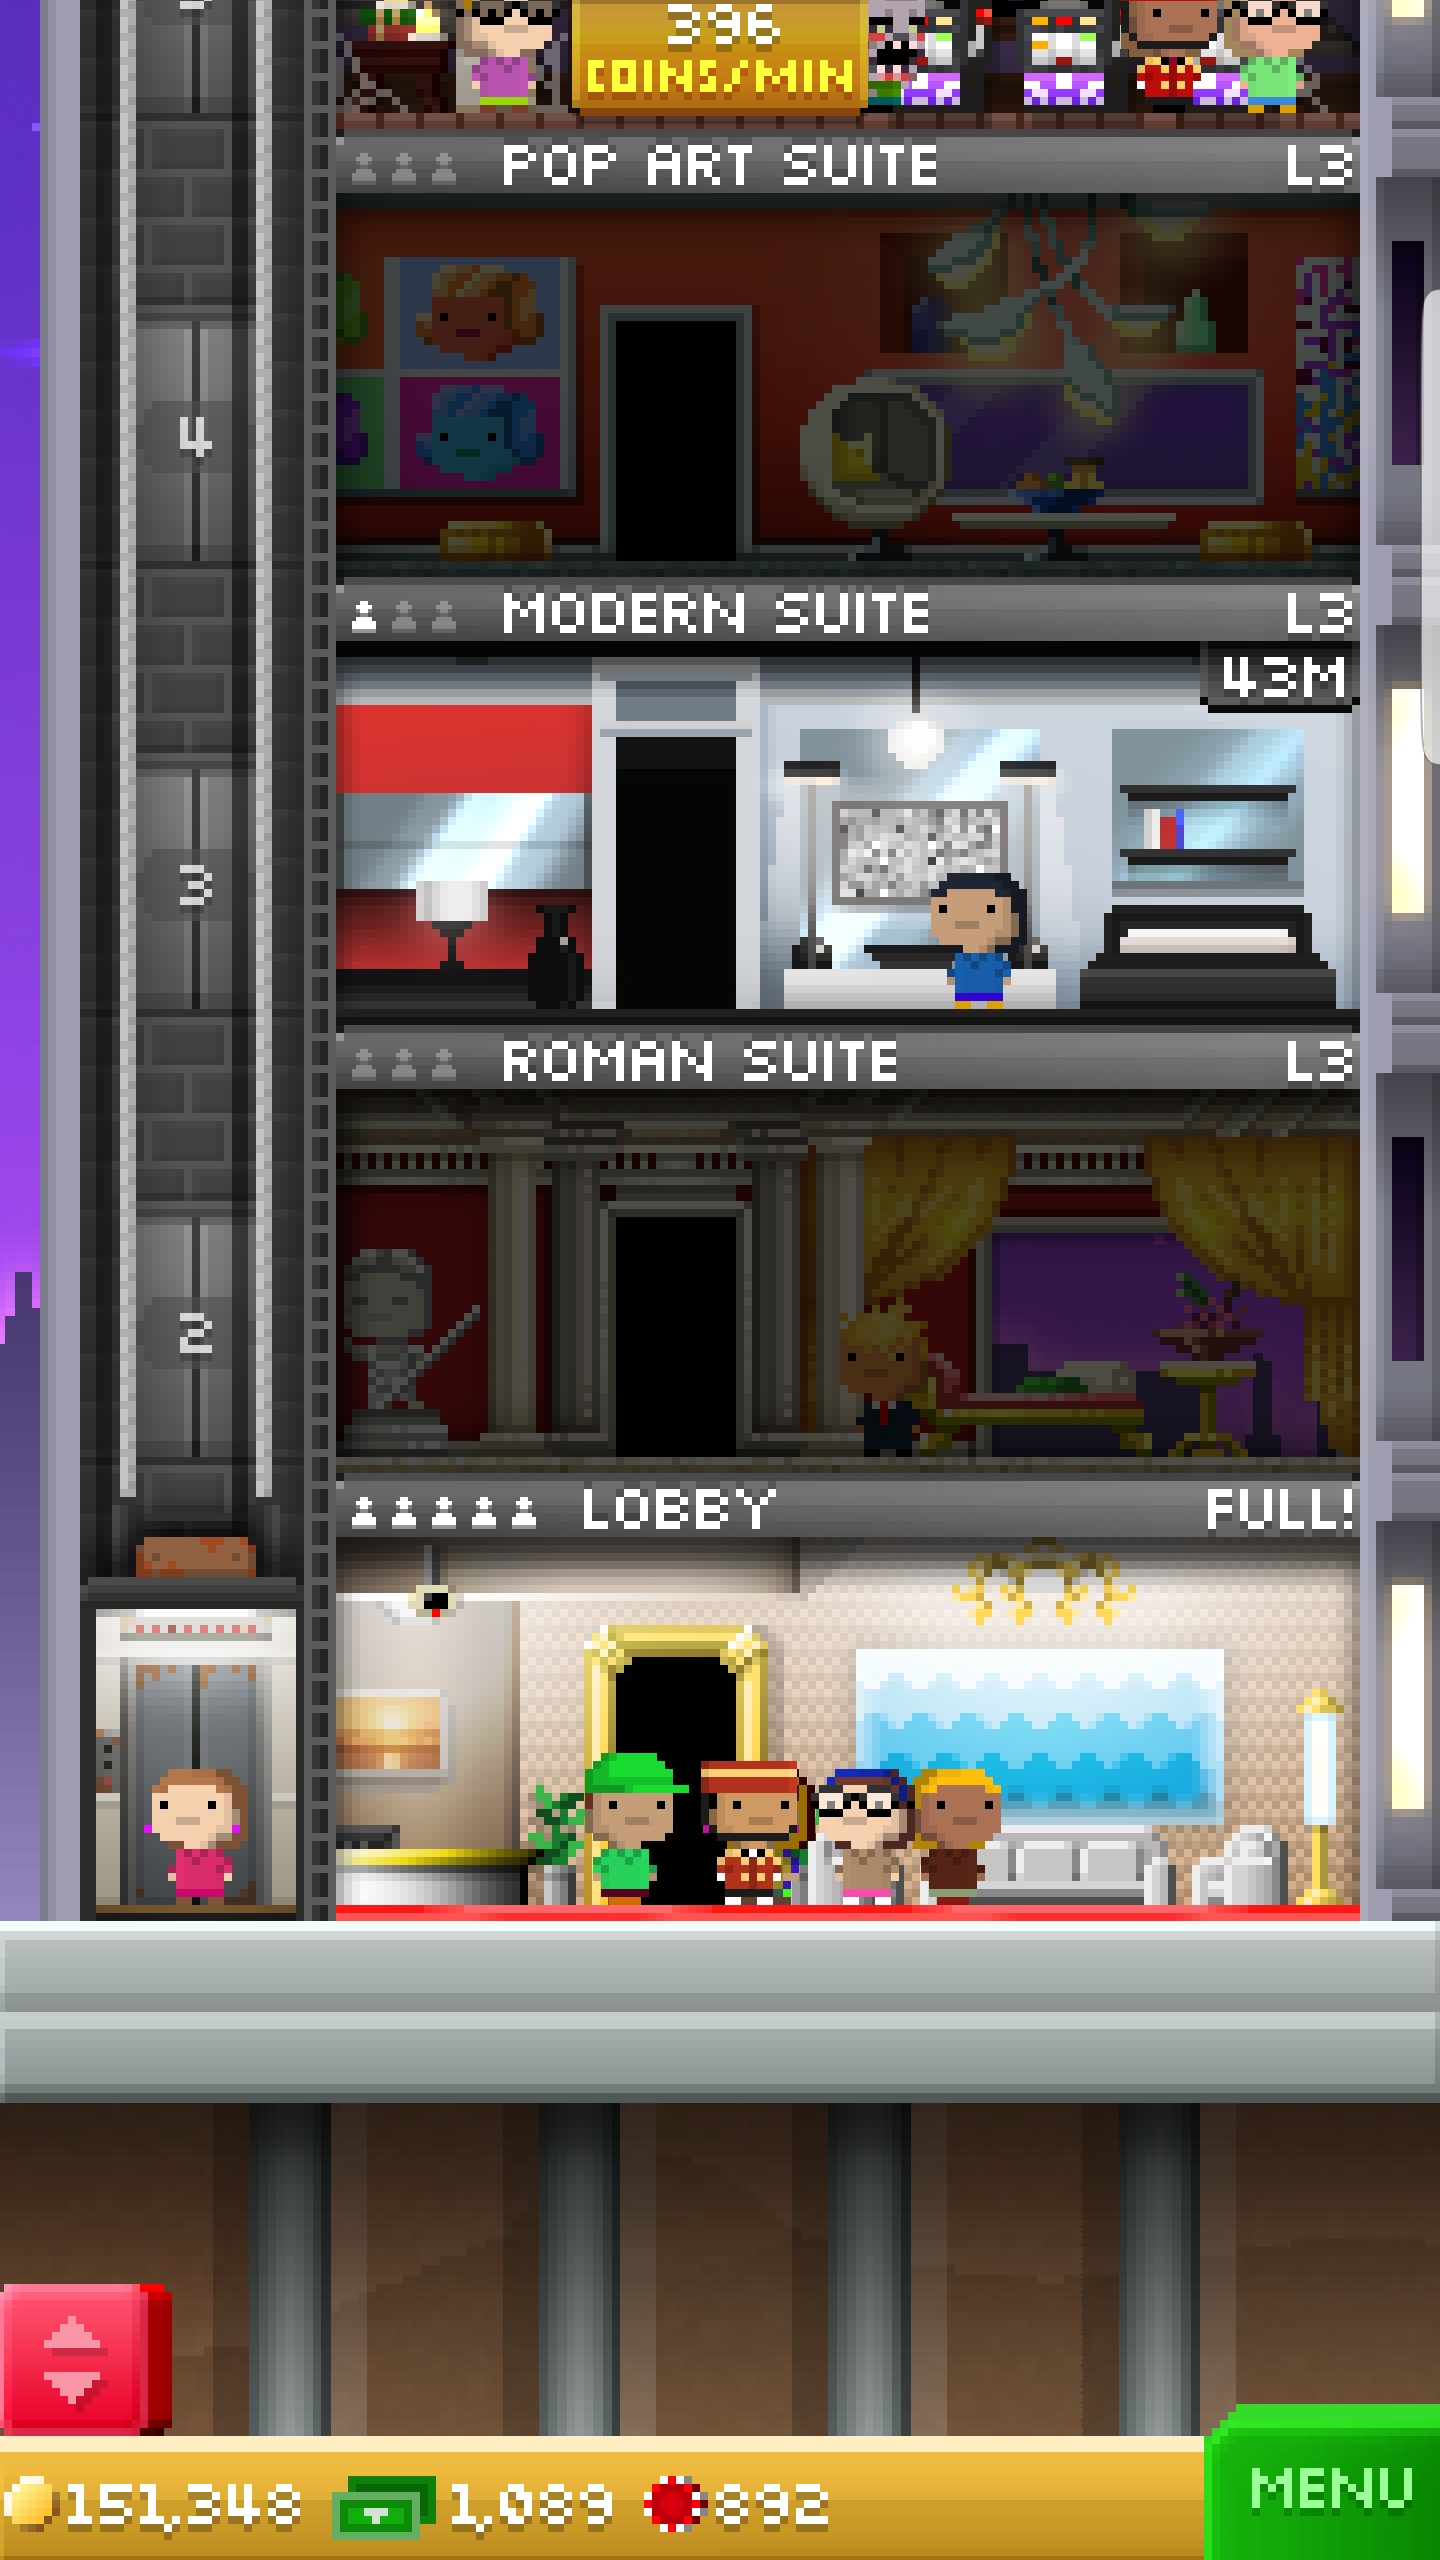 396
COINS/MIN
POP ART SUITE L3
4
MODERN SUITE L3
43M
3
ROMAN SUITE L3
2
LOBBY FULL!
151,348 1,089 892
MENU